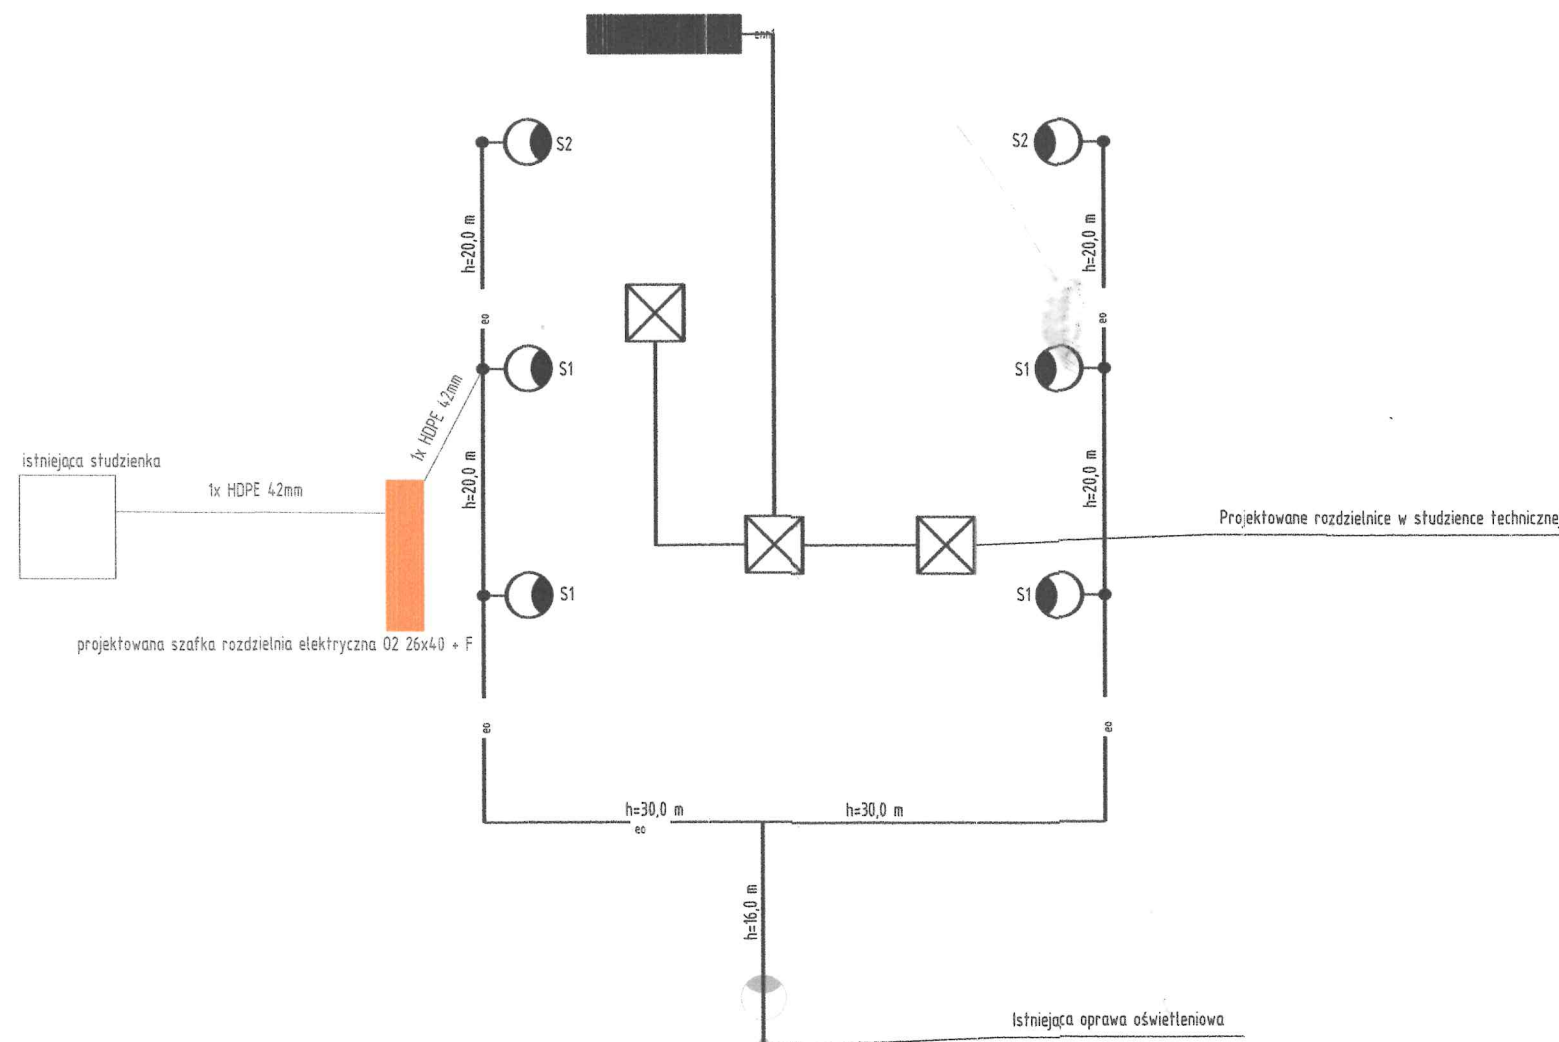 S2
S2
h=20,0 m
h=20,0 m
eo
eo
S1
S1
1x HDPE 42mm
istniejąca studzienka
1x HDPE 42mm
h=20,0 m
h=20,0 m
Projektowane rozdzielnice w studzience technicznej
S1
S1
projektowana szafka rozdzielnia elektryczna O2 26x40 + F
eo
eo
h=30,0 m
h=30,0 m
eo
h=16,0 m
Istniejąca oprawa oświetleniowa